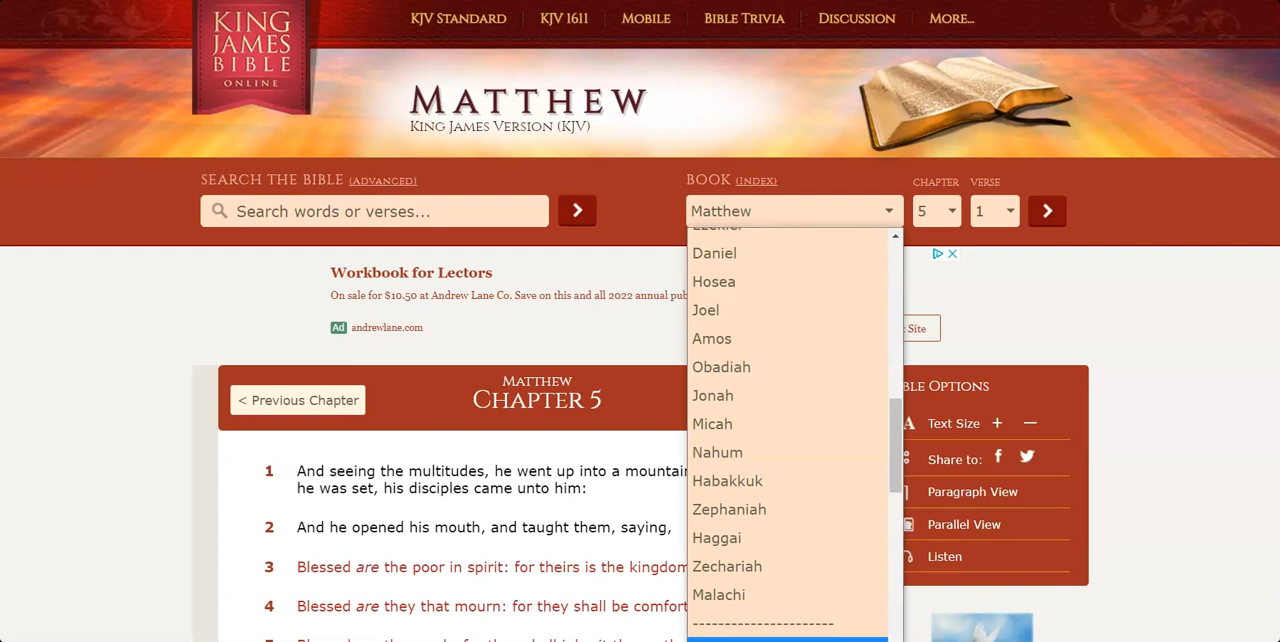 KING
JAMES
BIBLE
ONLINE
KJV Standard
KJV 1611
Mobile
Bible Trivia
Discussion
More...
Matthew
King James Version (KJV)
Search the Bible (Advanced)
Search words or verses...
Book (Index)
Chapter
Verse
Matthew
5
1
Daniel
Hosea
Joel
Amos
Obadiah
Jonah
Micah
Nahum
Habakkuk
Zephaniah
Haggai
Zechariah
Malachi
----------------------
Workbook for Lectors
On sale for $10.50 at Andrew Lane Co. Save on this and all 2022 annual
Ad andrewlane.com
Site
< Previous Chapter
Matthew
Chapter 5
1 And seeing the multitudes, he went up into a mountain
he was set, his disciples came unto him:
2 And he opened his mouth, and taught them, saying,
3 Blessed are the poor in spirit: for theirs is the kingdom
4 Blessed are they that mourn: for they shall be
Options
A Text Size + —
Share to:
Paragraph View
Parallel View
Listen